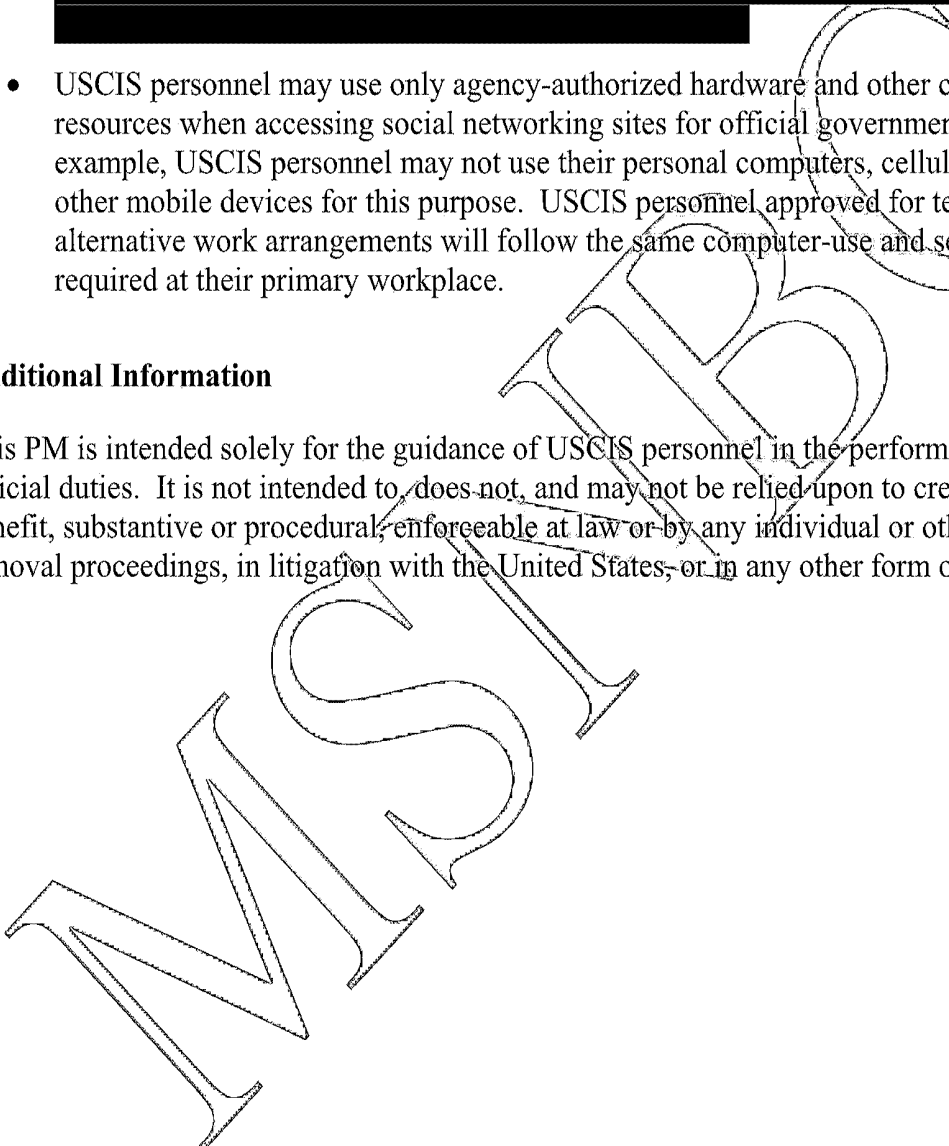 • USCIS personnel may use only agency-authorized hardware and other c
resources when accessing social networking sites for official governmen
example, USCIS personnel may not use their personal computers, cellul
other mobile devices for this purpose. USCIS personnel approved for te
alternative work arrangements will follow the same computer-use and se
required at their primary workplace.
ditional Information
is PM is intended solely for the guidance of USCIS personnel in the perform
icial duties. It is not intended to, does not, and may not be relied upon to cre
nefit, substantive or procedural, enforceable at law or by any individual or oth
noval proceedings, in litigation with the United States, or in any other form o
MSMB